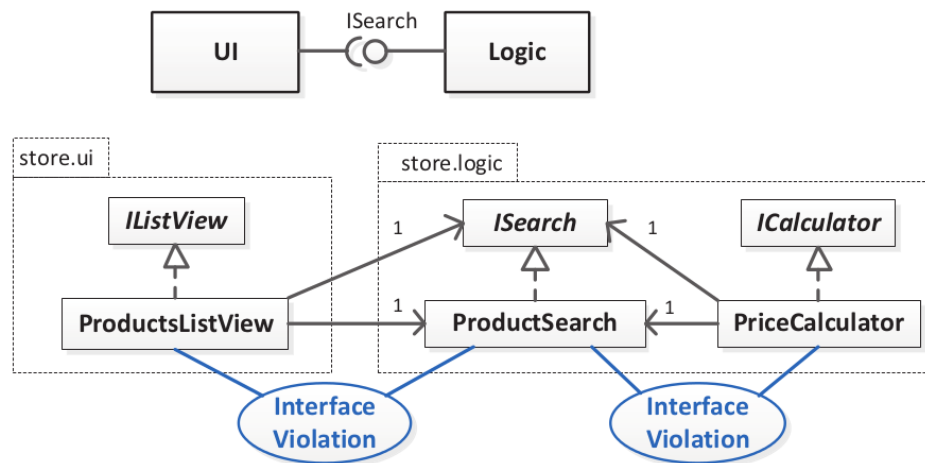 ISearch
UI
Logic
store.ui
store.logic
IListView
1
ISearch
1
ICalculator
ProductsListView
1
ProductSearch
1
PriceCalculator
Interface
Violation
Interface
Violation